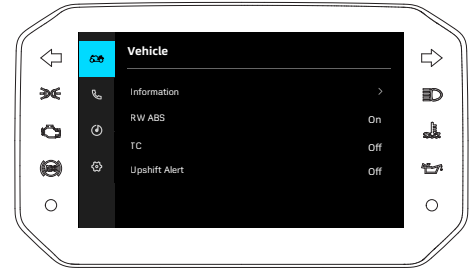 Vehicle
Information
RW ABS On
TC Off
Upshift Alert Off